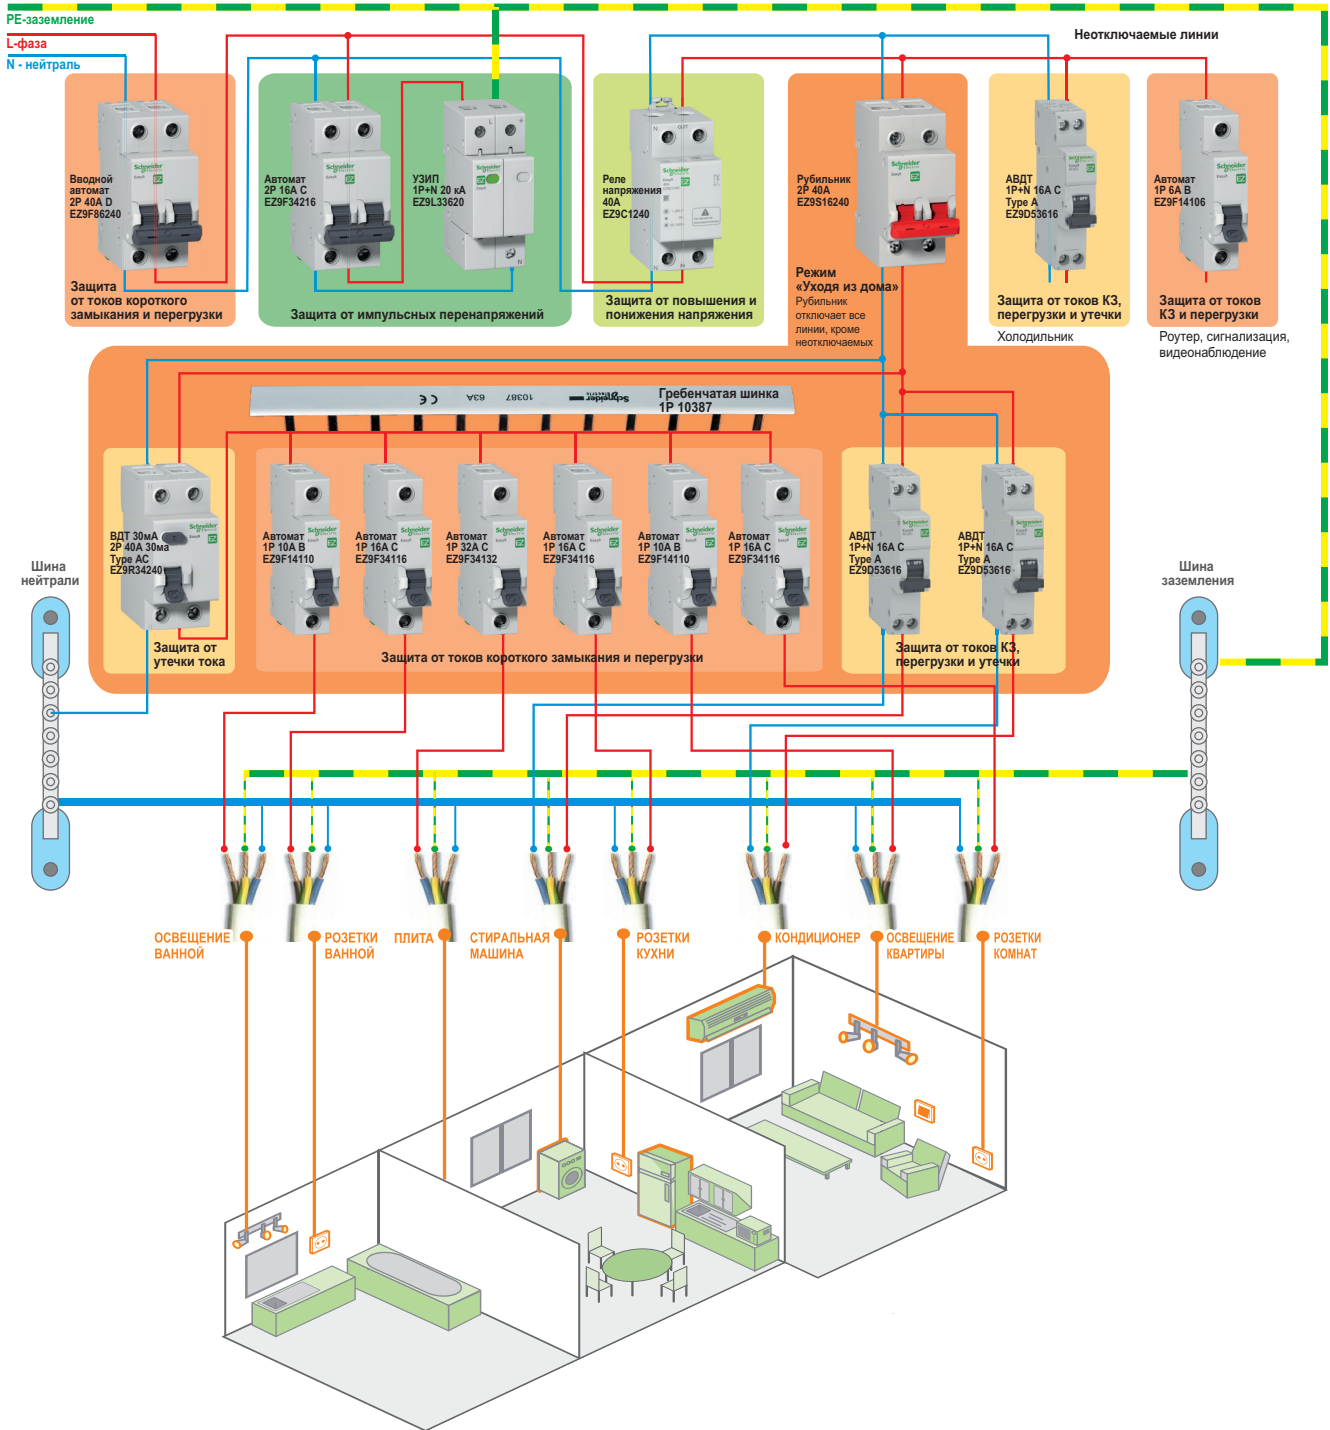 PE-заземление
L-фаза
N - нейтраль
Неотключаемые линии
Вводной
автомат
2P 40A D
EZ9F86240
Защита
от токов короткого
замыкания и перегрузки
Автомат
2P 16A C
EZ9F34216
УЗИП
1P+N 20 кА
EZ9L33620
Защита от импульсных перенапряжений
Реле
напряжения
40A
EZ9C1240
Защита от повышения и
понижения напряжения
Рубильник
2P 40A
EZ9S16240
Режим
«Уходя из дома»
Рубильник
отключает все
линии, кроме
неотключаемых
АВДТ
1P+N 16A C
Type A
EZ9D53616
Защита от токов КЗ,
перегрузки и утечки
Холодильник
Автомат
1P 6A B
EZ9F14106
Защита от токов
КЗ и перегрузки
Роутер, сигнализация,
видеонаблюдение
Schneider Electric 10387 63A CE
Гребенчатая шинка
1P 10387
ВДТ 30мА
2P 40A 30ма
Type AC
EZ9R34240
Защита от
утечки тока
Автомат
1P 10A B
EZ9F14110
Автомат
1P 16A C
EZ9F34116
Автомат
1P 32A C
EZ9F34132
Автомат
1P 16A C
EZ9F34116
Автомат
1P 10A B
EZ9F14110
Автомат
1P 16A C
EZ9F34116
Защита от токов короткого замыкания и перегрузки
АВДТ
1P+N 16A C
Type A
EZ9D53616
АВДТ
1P+N 16A C
Type A
EZ9D53616
Защита от токов КЗ,
перегрузки и утечки
Шина
нейтрали
Шина
заземления
ОСВЕЩЕНИЕ
ВАННОЙ
РОЗЕТКИ
ВАННОЙ
ПЛИТА
СТИРАЛЬНАЯ
МАШИНА
РОЗЕТКИ
КУХНИ
КОНДИЦИОНЕР
ОСВЕЩЕНИЕ
КВАРТИРЫ
РОЗЕТКИ
КОМНАТ